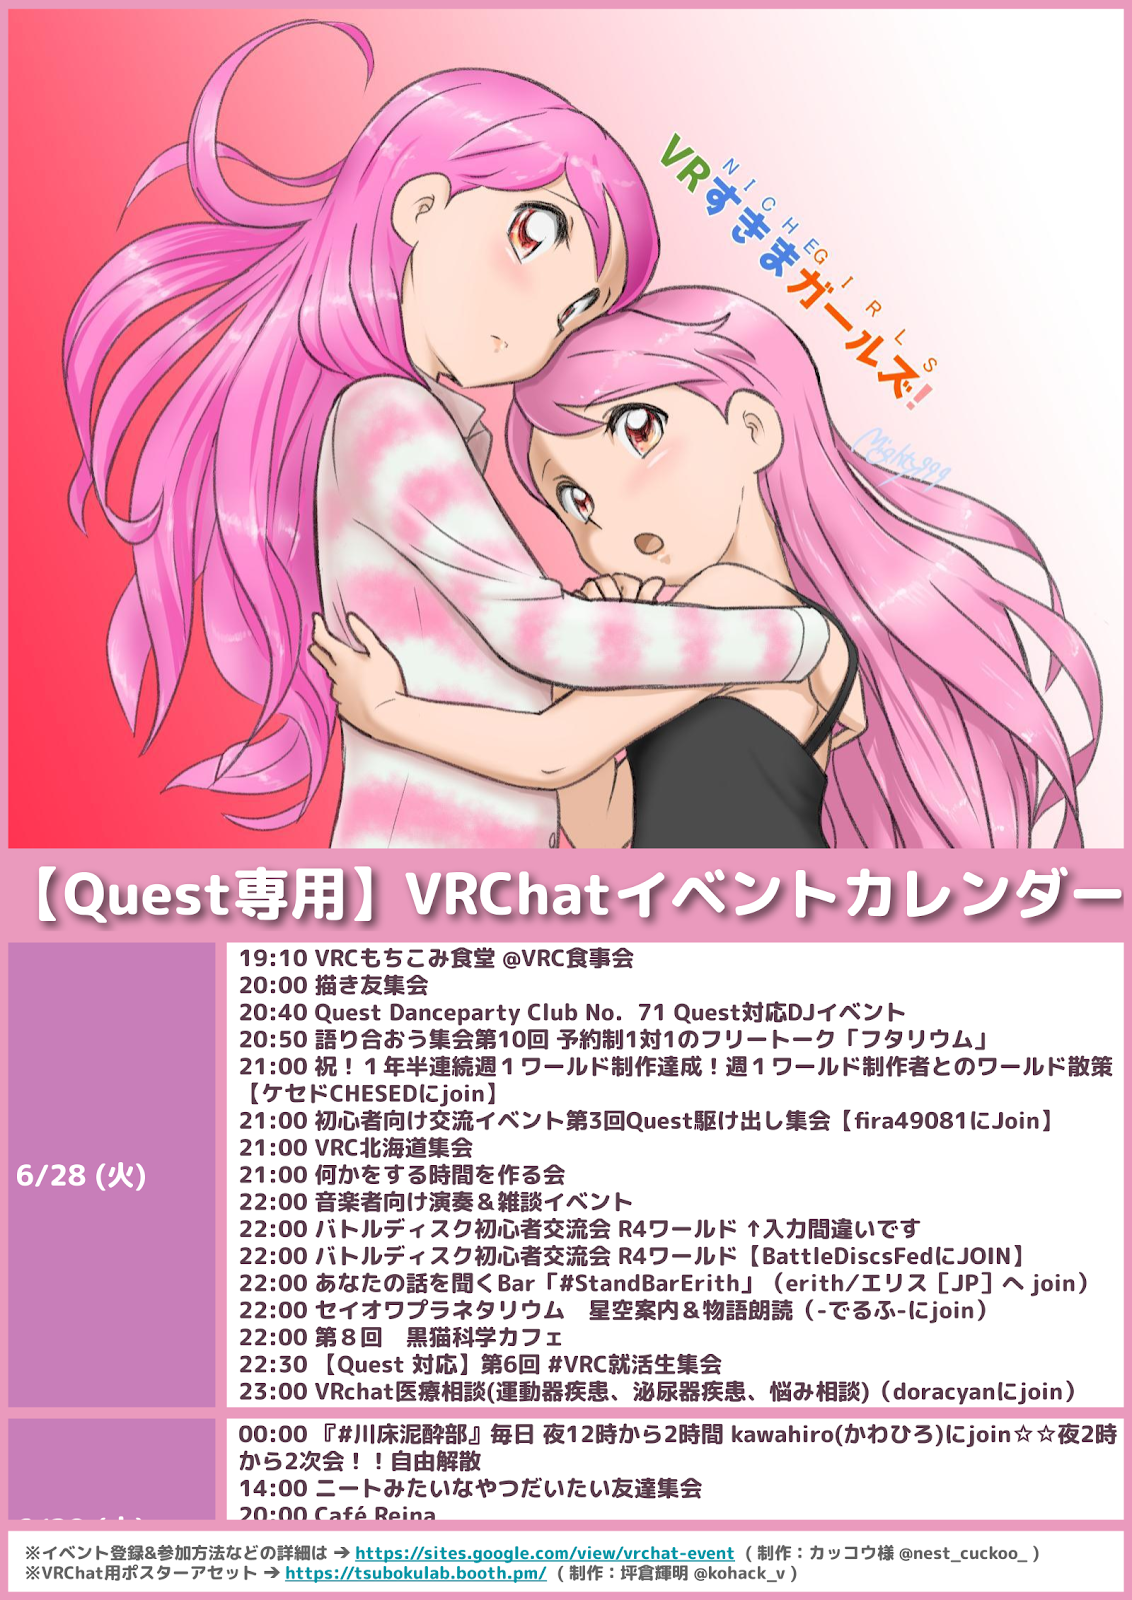 NICHE GIRLS
VRすきまガールズ!
Mighty999
【Quest専用】VRChatイベントカレンダー
6/28 (火)
19:10 VRCもちこみ食堂 @VRC食事会
20:00 描き友集会
20:40 Quest Danceparty Club No. 71 Quest対応DJイベント
20:50 語り合おう集会第10回 予約制1対1のフリートーク「フタリウム」
21:00 祝！１年半連続週１ワールド制作達成！週１ワールド制作者とのワールド散策
【ケセドCHESEDにjoin】
21:00 初心者向け交流イベント第3回Quest駆け出し集会【fira49081にJoin】
21:00 VRC北海道集会
21:00 何かをする時間を作る会
22:00 音楽者向け演奏＆雑談イベント
22:00 バトルディスク初心者交流会 R4ワールド ↑入力間違いです
22:00 バトルディスク初心者交流会 R4ワールド【BattleDiscsFedにJOIN】
22:00 あなたの話を聞くBar「#StandBarErith」（erith/エリス［JP］へ join）
22:00 セイオワプラネタリウム　星空案内＆物語朗読（-でるふ-にjoin）
22:00 第８回　黒猫科学カフェ
22:30 【Quest 対応】第6回 #VRC就活生集会
23:00 VRchat医療相談(運動器疾患、泌尿器疾患、悩み相談)（doracyanにjoin）
00:00 『#川床泥酔部』毎日 夜12時から2時間 kawahiro(かわひろ)にjoin☆☆夜2時
から2次会！！自由解散
14:00 ニートみたいなやつだいたい友達集会
20:00 Café Reina
※イベント登録&参加方法などの詳細は ➔ https://sites.google.com/view/vrchat-event （ 制作：カッコウ様 @nest_cuckoo_ ）
※VRChat用ポスターアセット ➔ https://tsubokulab.booth.pm/ （ 制作：坪倉輝明 @kohack_v ）